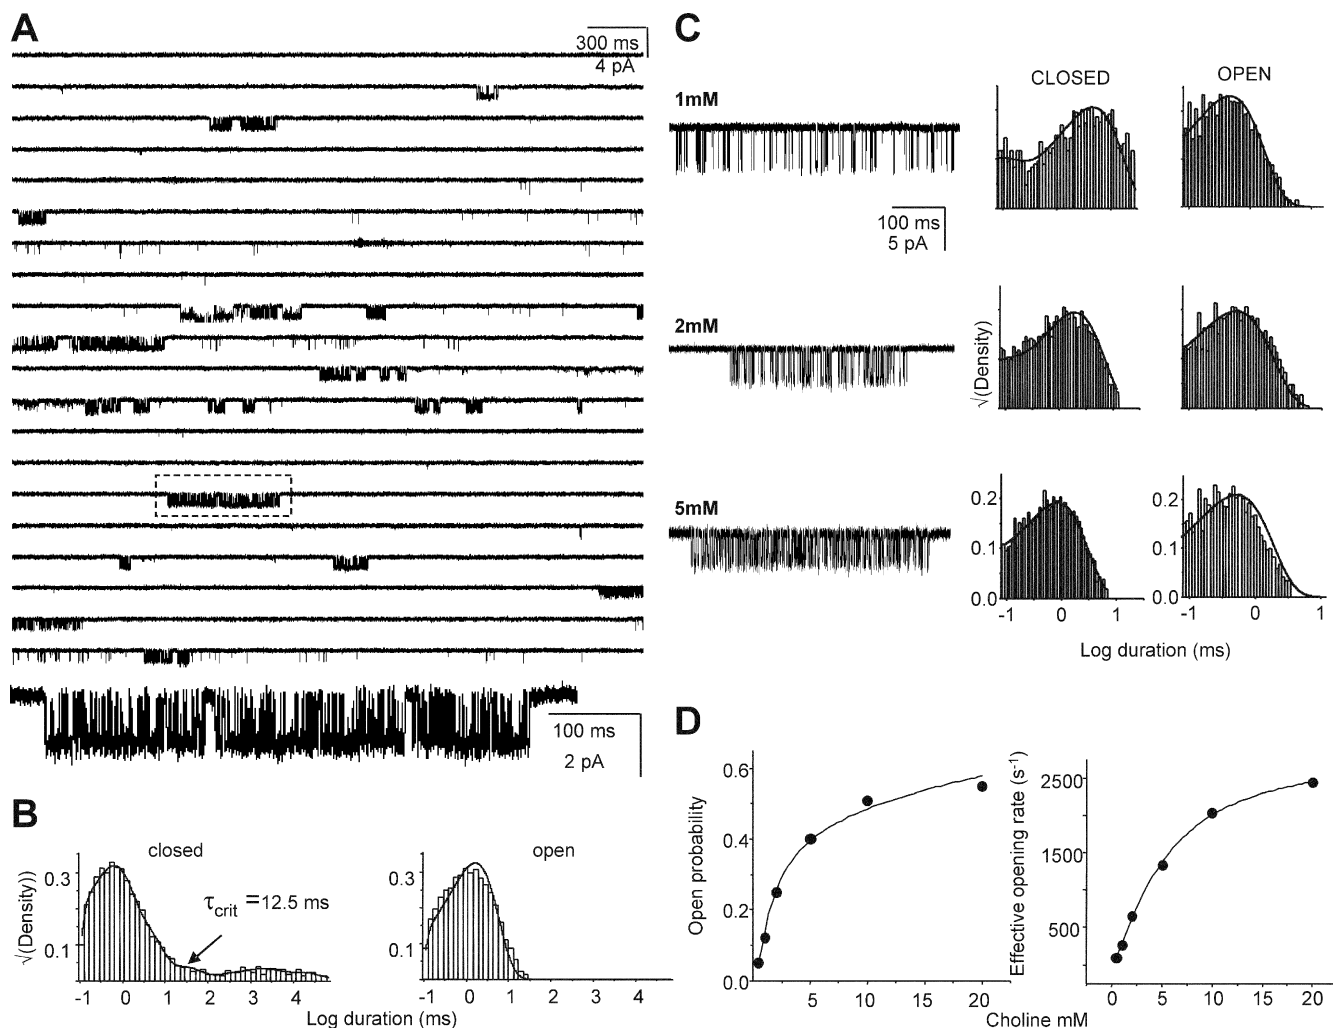 A
300 ms
4 pA
100 ms
2 pA
B
closed
open
√(Density))
0.3
0.1
τcrit = 12.5 ms
-1 0 1 2 3 4
0.3
0.1
-1 0 1 2 3 4
Log duration (ms)
C
CLOSED
OPEN
1mM
100 ms
5 pA
2mM
√(Density)
5mM
0.2
0.1
0.0
-1 0 1
0.2
0.1
0.0
-1 0 1
Log duration (ms)
D
Open probability
0.6
0.4
0.2
0.0
5 10 15 20
Effective opening rate (s-1)
2500
1500
500
0 5 10 15 20
Choline mM